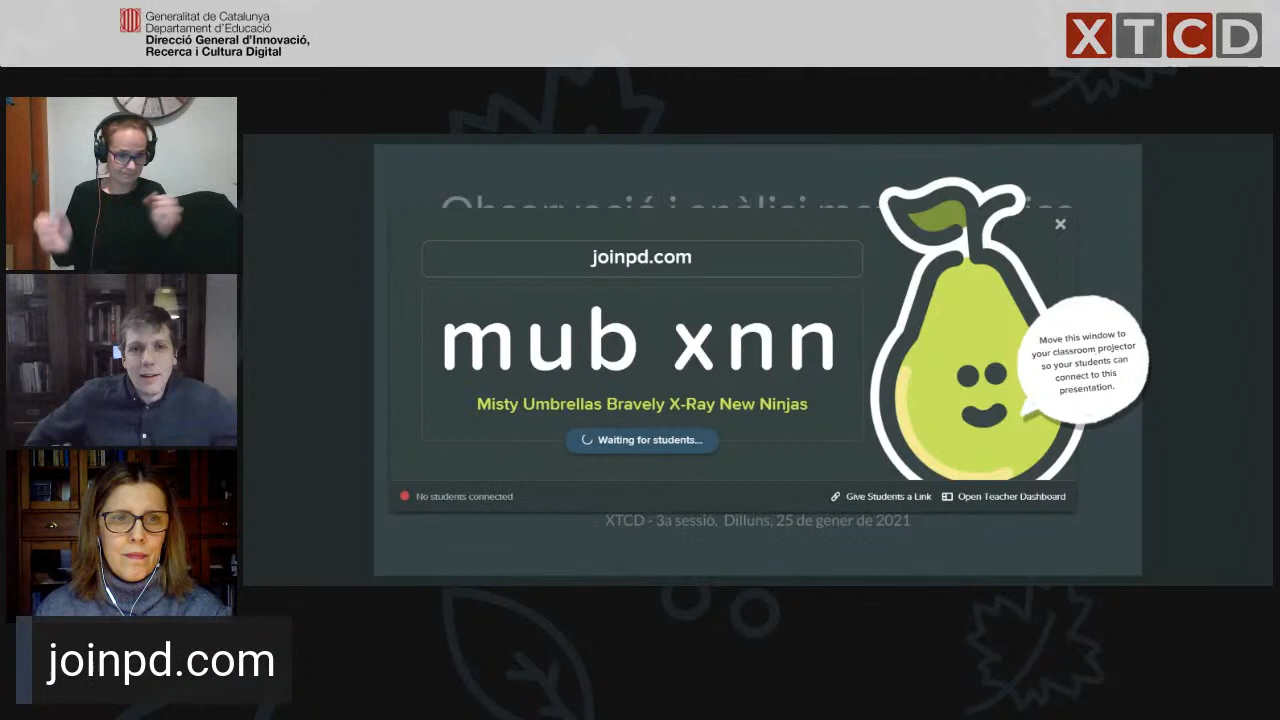 Generalitat de Catalunya
Departament d'Educació
Direcció General d'Innovació,
Recerca i Cultura Digital
XTCD
Observació i anàlisi
joinpd.com
mub xnn
Misty Umbrellas Bravely X-Ray New Ninjas
Waiting for students...
Move this window to
your classroom projector
so your students can
connect to this
presentation.
No students connected
Give Students a Link
Open Teacher Dashboard
XTCD - 3a sessió, Dilluns, 25 de gener de 2021
joinpd.com